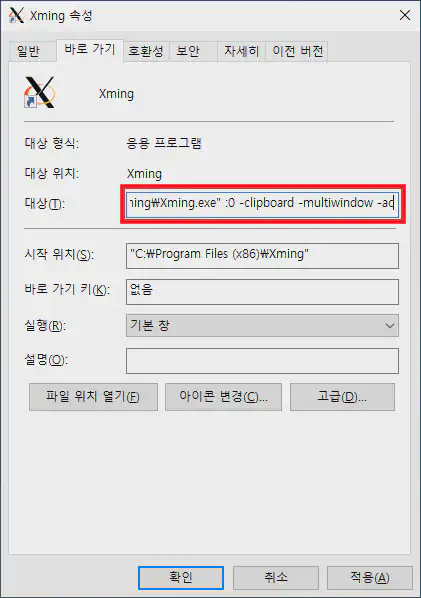 Xming 속성
일반 바로 가기 호환성 보안 자세히 이전 버전
Xming
대상 형식: 응용 프로그램
대상 위치: Xming
대상(T): ning₩Xming.exe" :0 -clipboard -multiwindow -ac
시작 위치(S): "C:₩Program Files (x86)₩Xming"
바로 가기 키(K): 없음
실행(R): 기본 창
설명(O):
파일 위치 열기(F) 아이콘 변경(C)... 고급(D)...
확인 취소 적용(A)